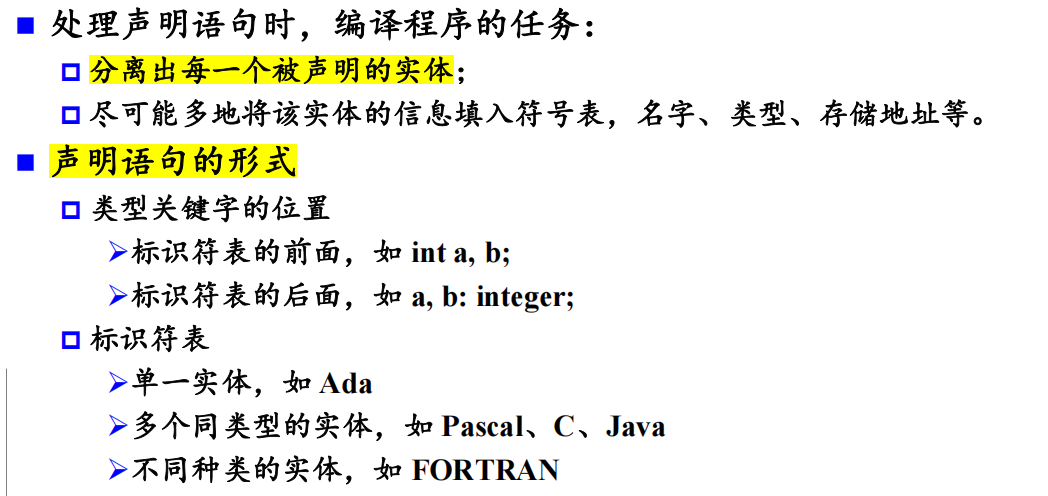 处理声明语句时，编译程序的任务：
分离出每一个被声明的实体；
尽可能多地将该实体的信息填入符号表，名字、类型、存储地址等。
声明语句的形式
类型关键字的位置
标识符表的前面，如 int a, b;
标识符表的后面，如 a, b: integer;
标识符表
单一实体，如 Ada
多个同类型的实体，如 Pascal、C、Java
不同种类的实体，如 FORTRAN